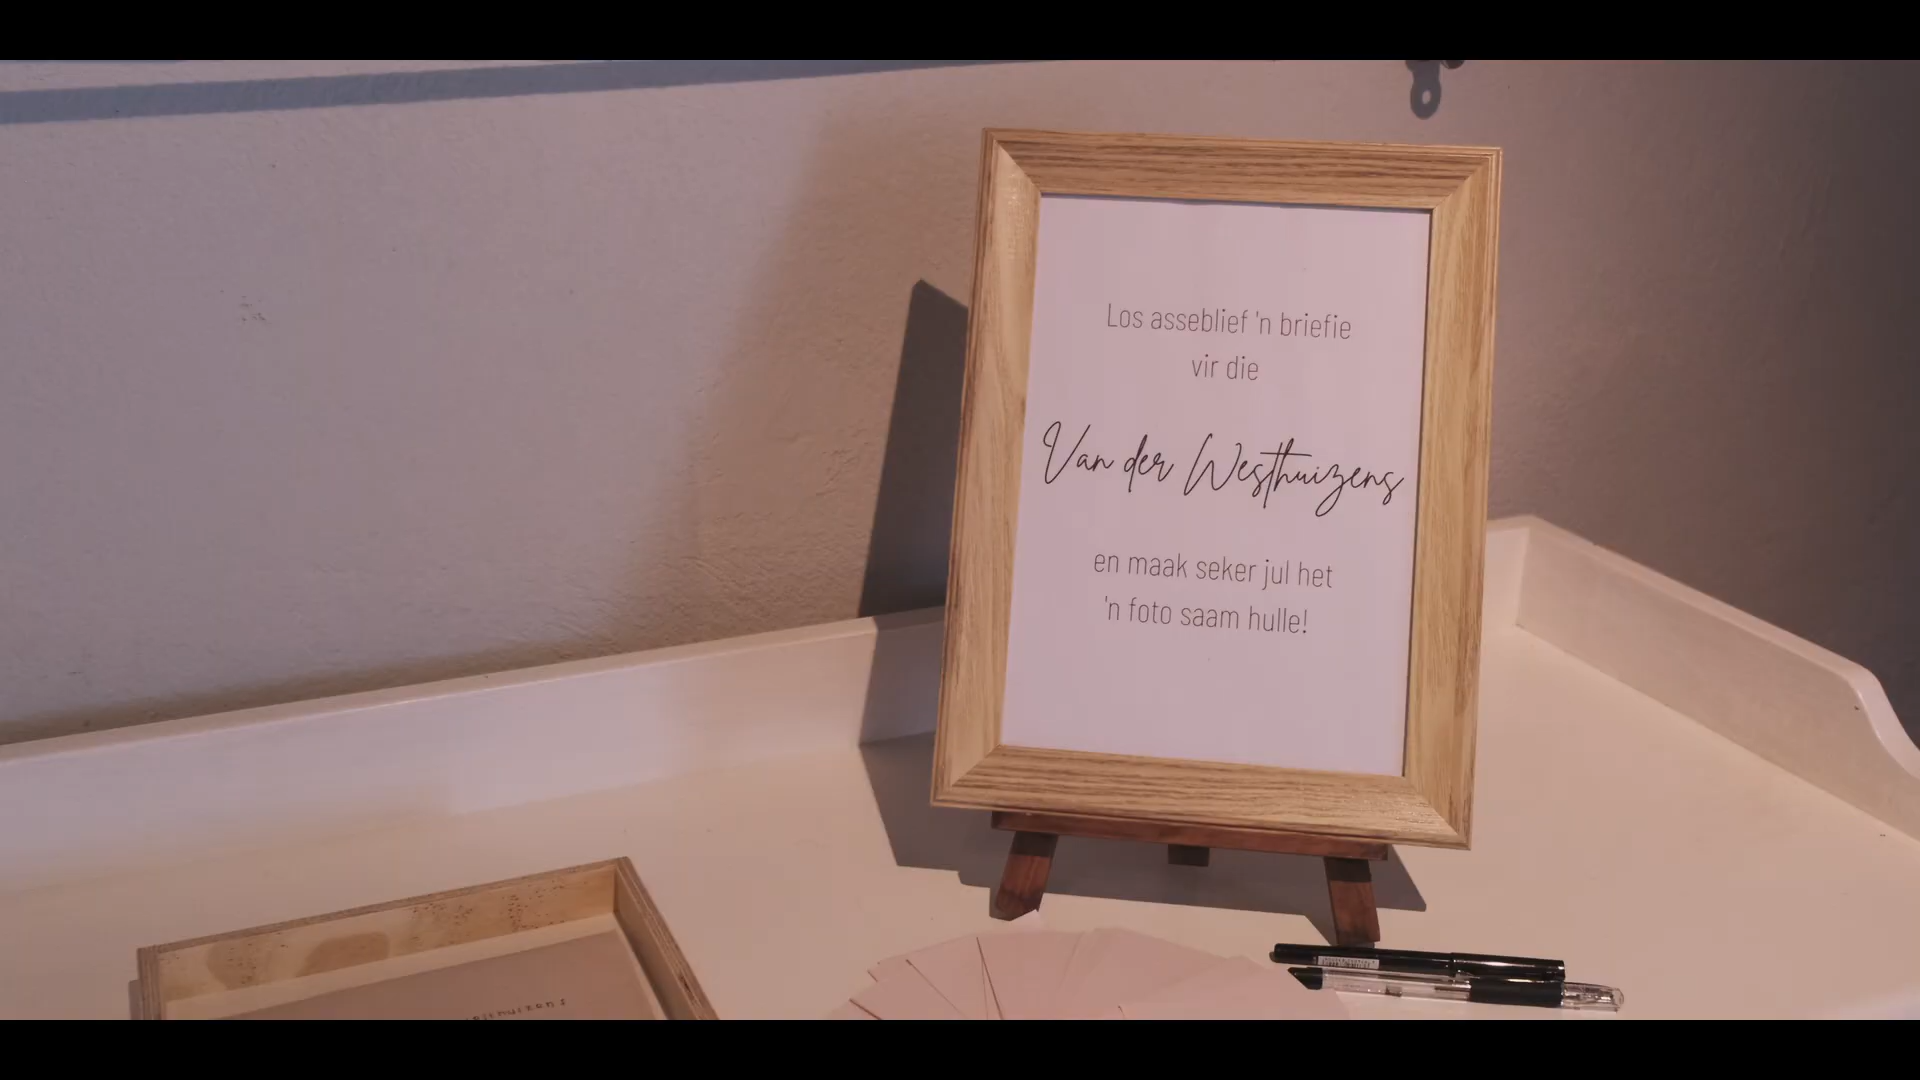 Los asseblief 'n briefie
vir die
Van der Westhuizens
en maak seker jul het
'n foto saam hulle!